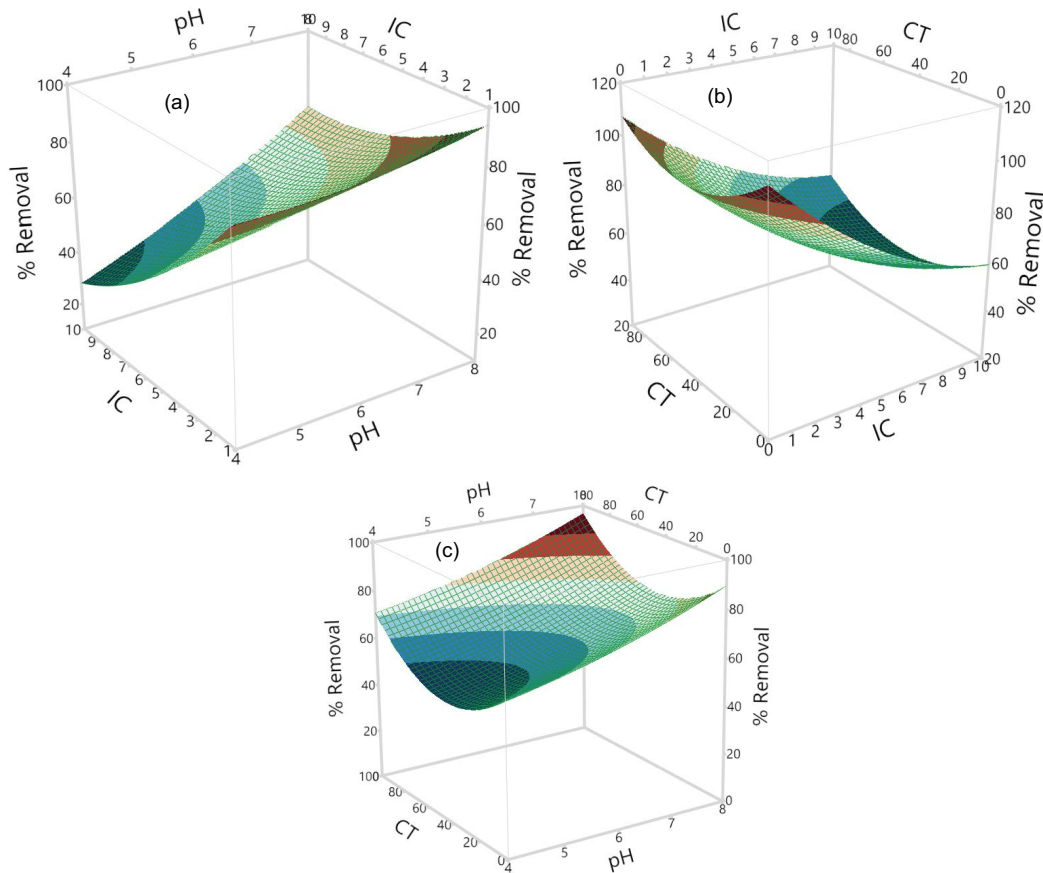 pH
IC
4 5 6 7 10 8 9 8 7 6 5 4 3 2 1
(a)
% Removal
100 80 60 40 20
% Removal
100 80 60 40 20
10 9 8 7 6 5 4 3 2 1
IC
4 5 6 7 8
pH
IC
CT
0 1 2 3 4 5 6 7 8 9 10 80 60 40 20 0
(b)
% Removal
120 100 80 60 40 20
% Removal
120 100 80 60 40 20
80 60 40 20 0
CT
0 1 2 3 4 5 6 7 8 9 10
IC
pH
CT
4 5 6 7 8 100 80 60 40 20 0
(c)
% Removal
100 80 60 40 20 0
% Removal
100 80 60 40 20 0
100 80 60 40 20 0
CT
4 5 6 7 8
pH